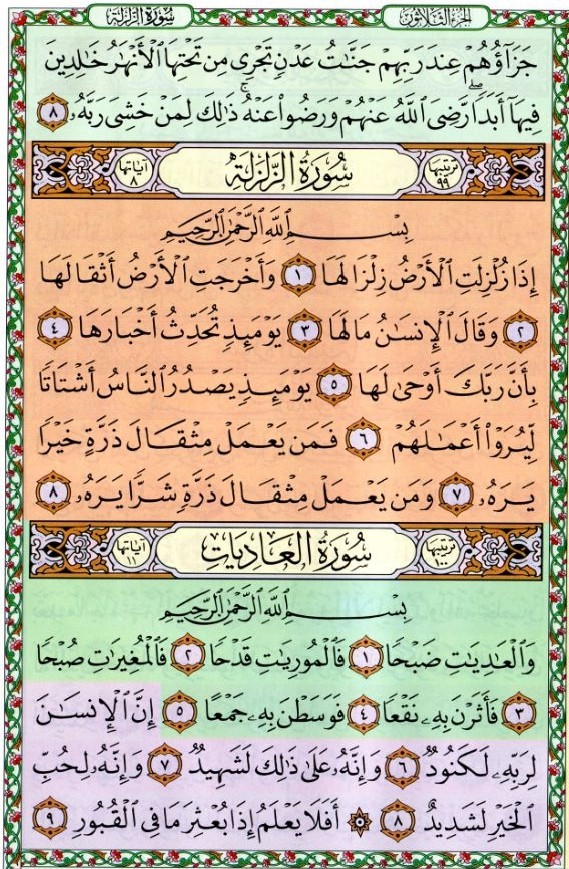 الجزء الثلاثون
سورة الزلزلة
جَزَآؤُهُمْ عِندَ رَبِّهِمْ جَنَّٰتُ عَدْنٍ تَجْرِى مِن تَحْتِهَا ٱلْأَنْهَٰرُ خَٰلِدِينَ
فِيهَآ أَبَدًا ۖ رَّضِىَ ٱللَّهُ عَنْهُمْ وَرَضُوا۟ عَنْهُ ۚ ذَٰلِكَ لِمَنْ خَشِىَ رَبَّهُۥ ٨
ترتيبها ٩٩ سُورَةُ الزَّلْزَلَةِ آياتها ٨
بِسْمِ ٱللَّهِ ٱلرَّحْمَٰنِ ٱلرَّحِيمِ
إِذَا زُلْزِلَتِ ٱلْأَرْضُ زِلْزَالَهَا ١ وَأَخْرَجَتِ ٱلْأَرْضُ أَثْقَالَهَا
٢ وَقَالَ ٱلْإِنسَٰنُ مَا لَهَا ٣ يَوْمَئِذٍ تُحَدِّثُ أَخْبَارَهَا ٤
بِأَنَّ رَبَّكَ أَوْحَىٰ لَهَا ٥ يَوْمَئِذٍ يَصْدُرُ ٱلنَّاسُ أَشْتَاتًا
لِّيُرَوْا۟ أَعْمَٰلَهُمْ ٦ فَمَن يَعْمَلْ مِثْقَالَ ذَرَّةٍ خَيْرًا
يَرَهُۥ ٧ وَمَن يَعْمَلْ مِثْقَالَ ذَرَّةٍ شَرًّا يَرَهُۥ ٨
ترتيبها ١٠٠ سُورَةُ العَادِيَاتِ آياتها ١١
بِسْمِ ٱللَّهِ ٱلرَّحْمَٰنِ ٱلرَّحِيمِ
وَٱلْعَٰدِيَٰتِ ضَبْحًا ١ فَٱلْمُورِيَٰتِ قَدْحًا ٢ فَٱلْمُغِيرَٰتِ صُبْحًا
٣ فَأَثَرْنَ بِهِۦ نَقْعًا ٤ فَوَسَطْنَ بِهِۦ جَمْعًا ٥ إِنَّ ٱلْإِنسَٰنَ
لِرَبِّهِۦ لَكَنُودٌ ٦ وَإِنَّهُۥ عَلَىٰ ذَٰلِكَ لَشَهِيدٌ ٧ وَإِنَّهُۥ لِحُبِّ
ٱلْخَيْرِ لَشَدِيدٌ ٨ ۞ أَفَلَا يَعْلَمُ إِذَا بُعْثِرَ مَا فِى ٱلْقُبُورِ ٩